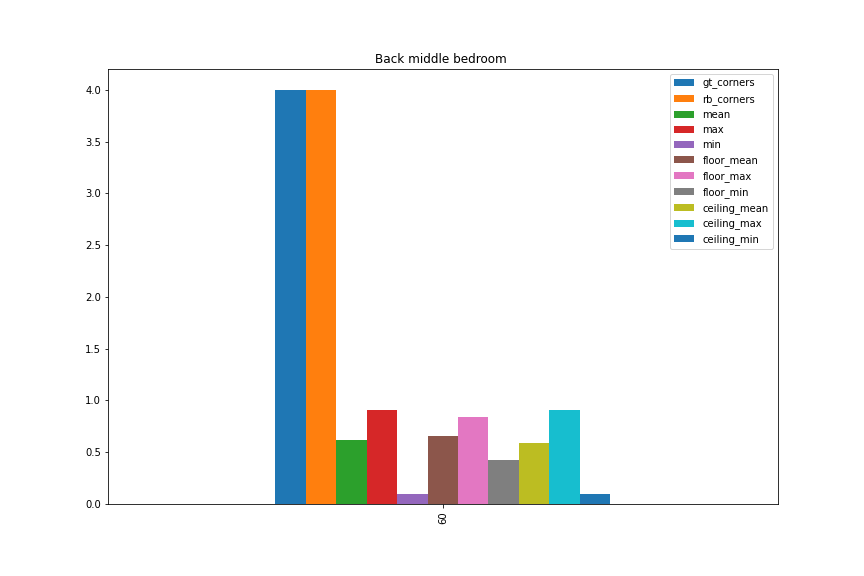 Back middle bedroom
4.0
3.5
3.0
2.5
2.0
1.5
1.0
0.5
0.0
60
gt_corners
rb_corners
mean
max
min
floor_mean
floor_max
floor_min
ceiling_mean
ceiling_max
ceiling_min